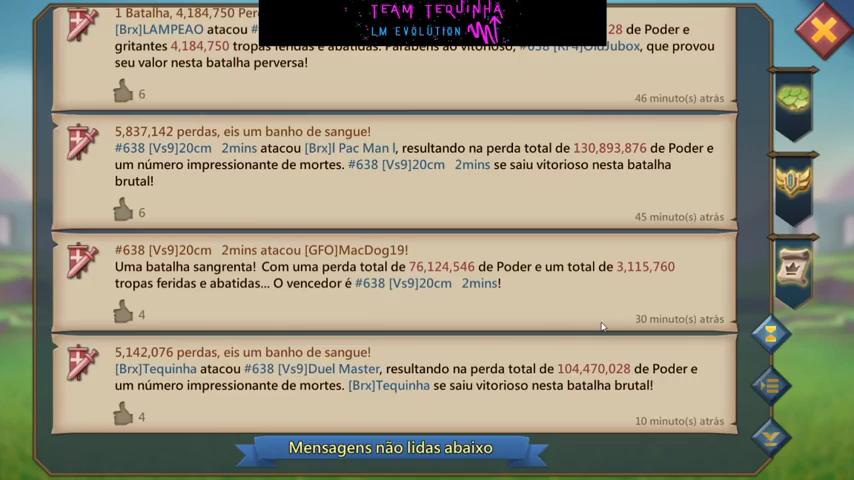 TEAM TEQUINHA
LM EVOLUTION
1 Batalha, 4,184,750
[Brx]LAMPEAO atacou 28 de Poder e
gritantes 4,184,750 tropas feridas e abatidas. Parabéns ao vitorioso, #638 [RF4]OldJubox, que provou
seu valor nesta batalha perversa!
6
46 minuto(s) atrás
5,837,142 perdas, eis um banho de sangue!
#638 [Vs9]20cm 2mins atacou [Brx]l Pac Man l, resultando na perda total de 130,893,876 de Poder e
um número impressionante de mortes. #638 [Vs9]20cm 2mins se saiu vitorioso nesta batalha
brutal!
6
45 minuto(s) atrás
#638 [Vs9]20cm 2mins atacou [GFO]MacDog19!
Uma batalha sangrenta! Com uma perda total de 76,124,546 de Poder e um total de 3,115,760
tropas feridas e abatidas... O vencedor é #638 [Vs9]20cm 2mins!
4
30 minuto(s) atrás
5,142,076 perdas, eis um banho de sangue!
[Brx]Tequinha atacou #638 [Vs9]Duel Master, resultando na perda total de 104,470,028 de Poder e
um número impressionante de mortes. [Brx]Tequinha se saiu vitorioso nesta batalha brutal!
4
10 minuto(s) atrás
Mensagens não lidas abaixo